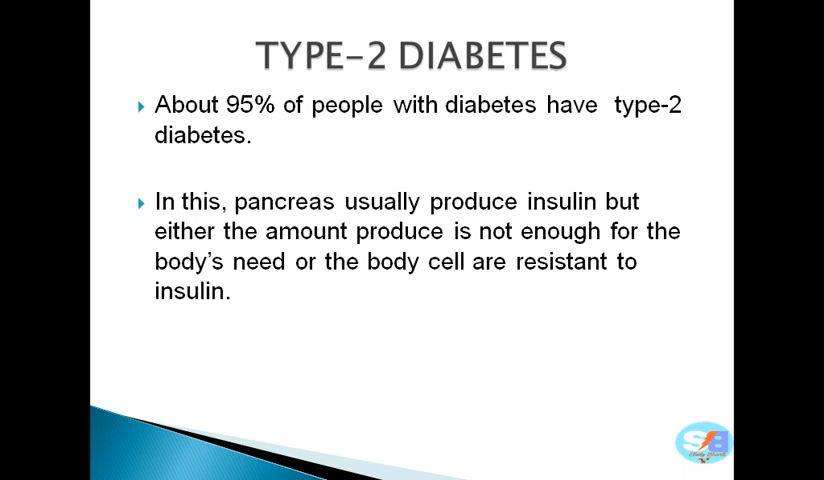 TYPE-2 DIABETES
About 95% of people with diabetes have type-2
diabetes.
In this, pancreas usually produce insulin but
either the amount produce is not enough for the
body's need or the body cell are resistant to
insulin.